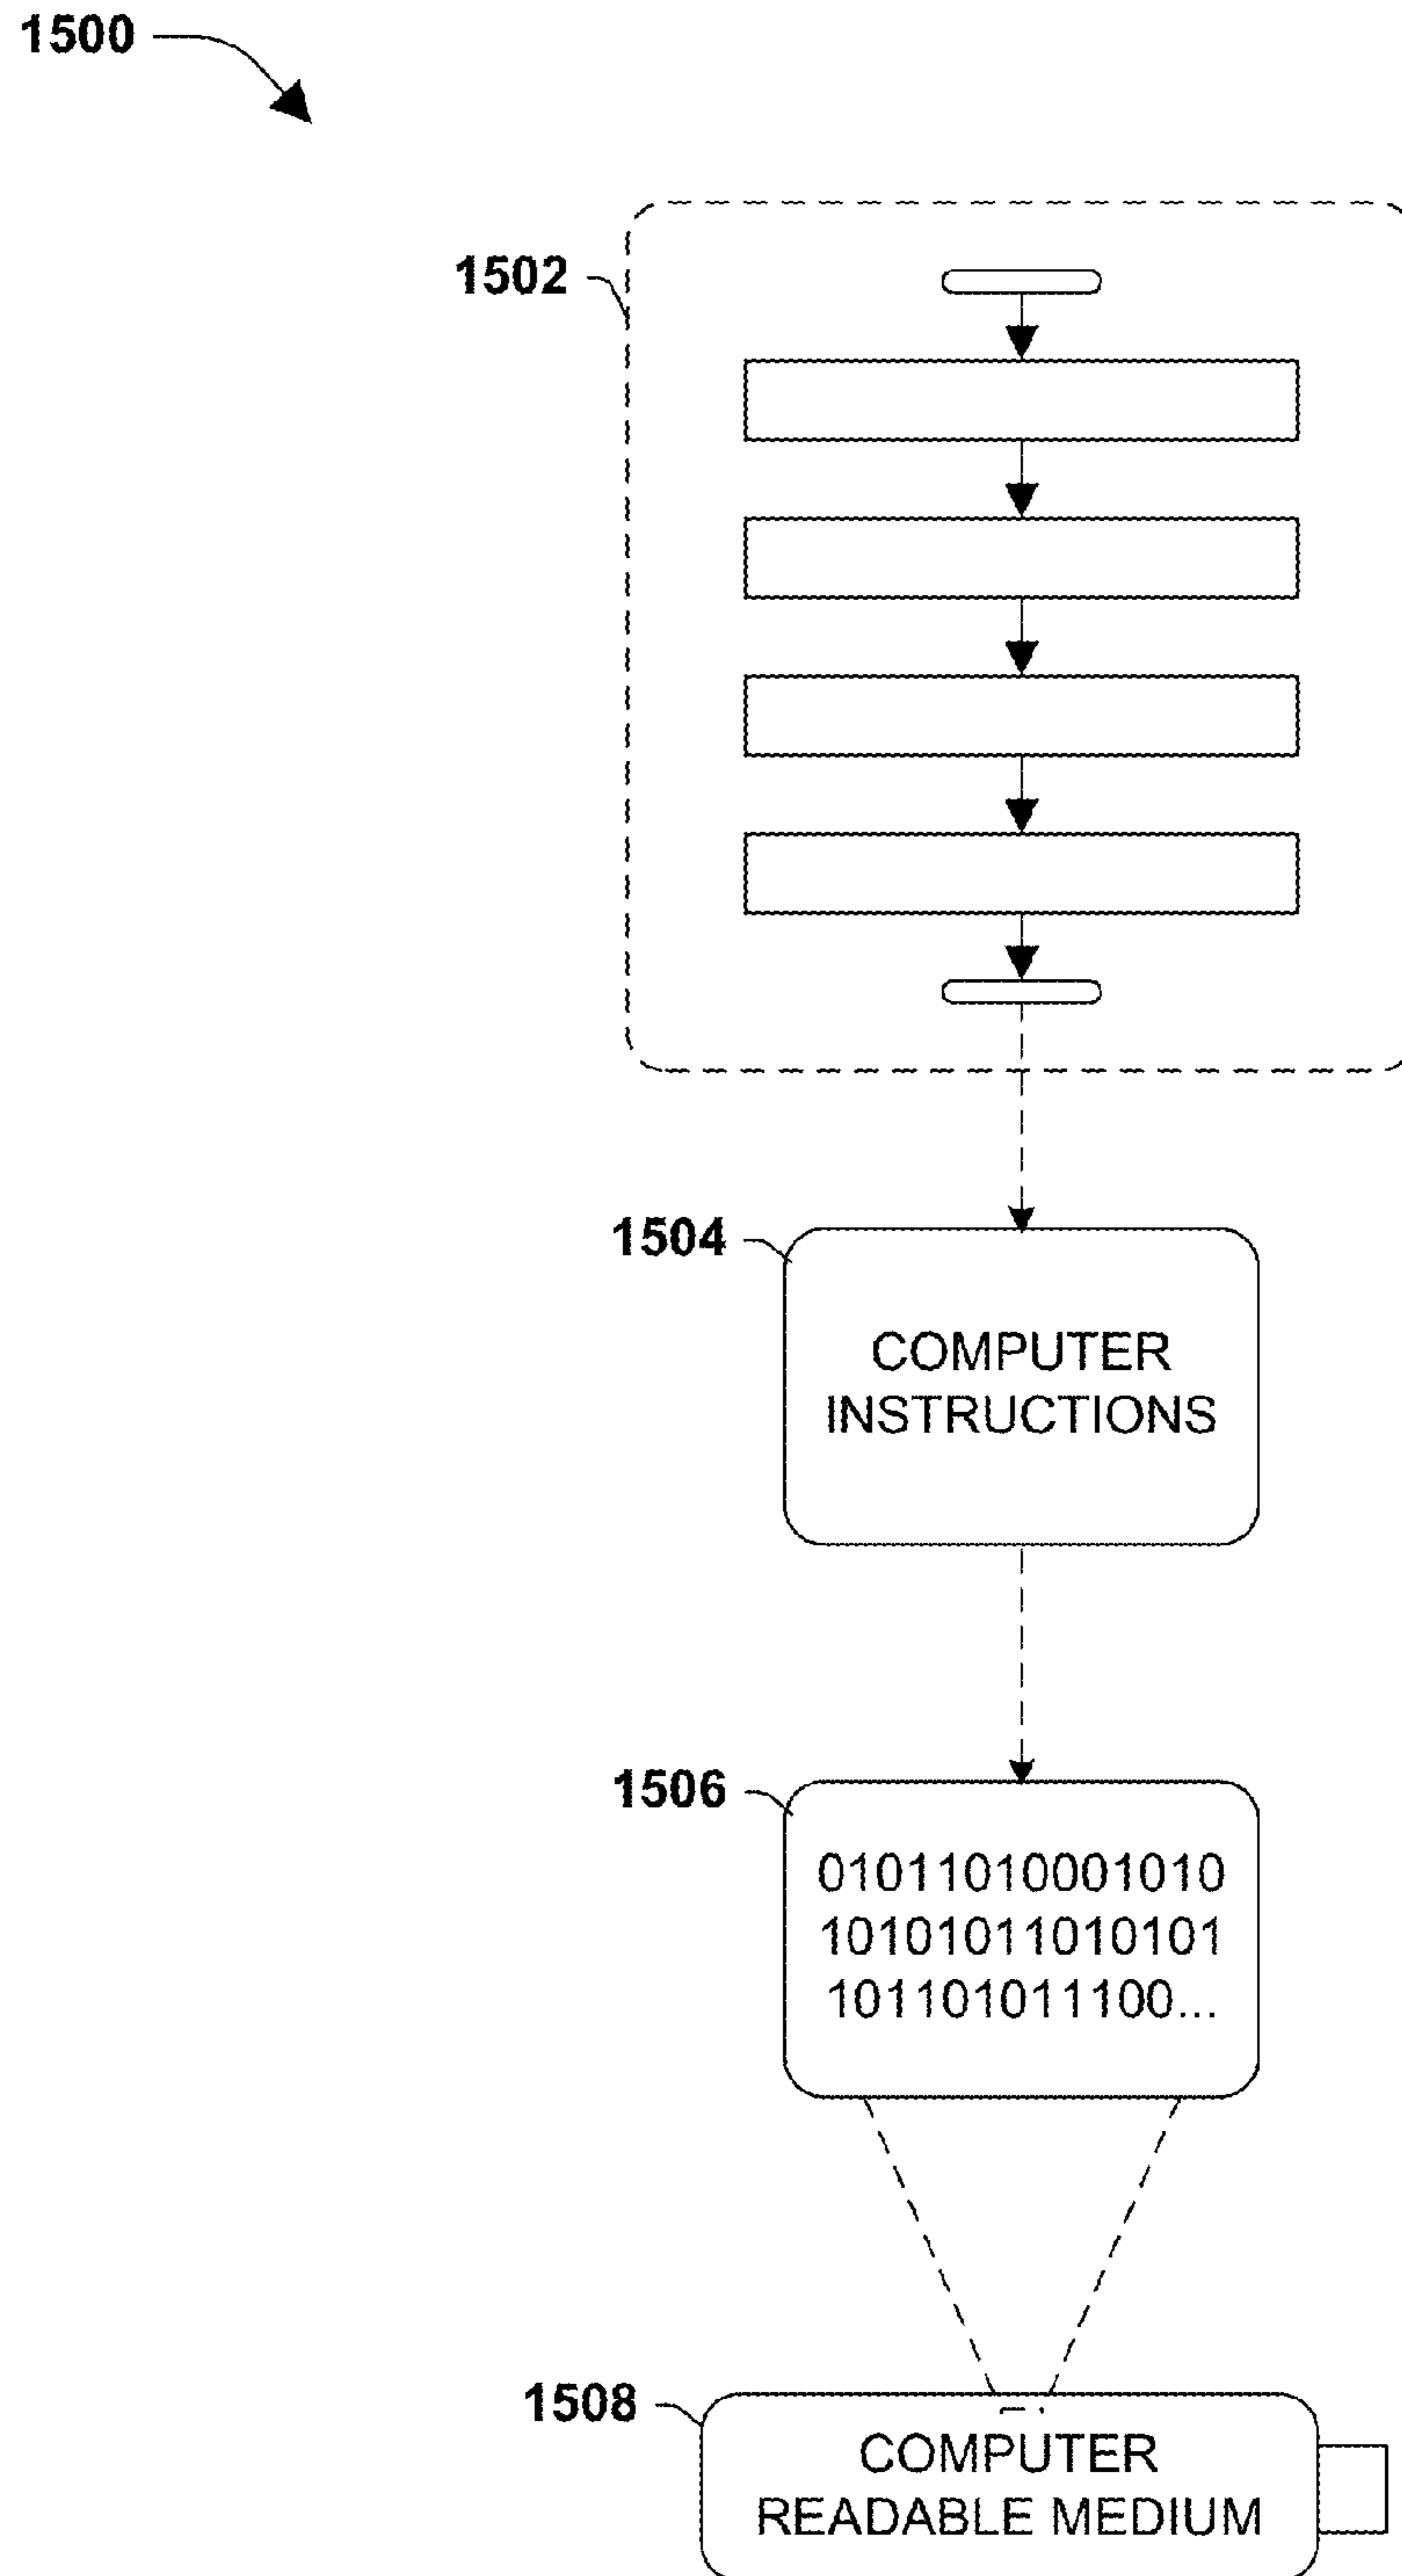 1500
1502
1504
COMPUTER
INSTRUCTIONS
1506
01011010001010
10101011010101
101101011100...
1508
COMPUTER
READABLE MEDIUM